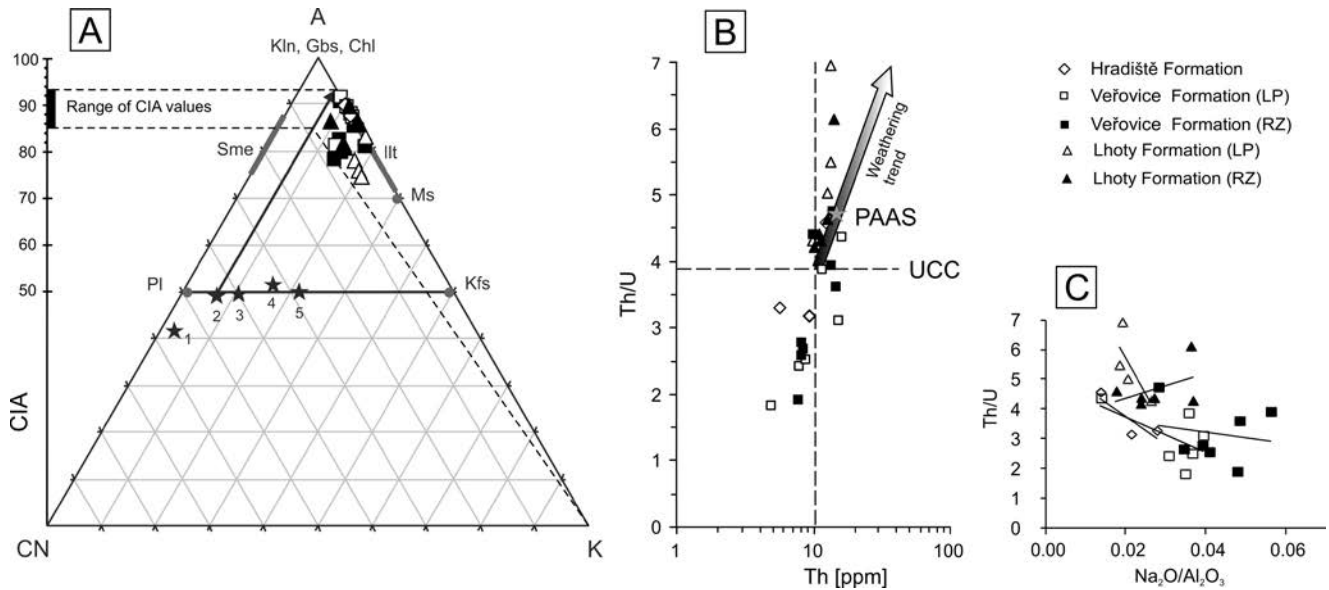 A
A
Kln, Gbs, Chl
100
90
80
70
60
50
Range of CIA values
Sme
Illt
Ms
Pl
Kfs
1
2
3
4
5
CIA
CN
K
B
7
6
5
4
3
2
1
0
Th/U
Weathering
trend
PAAS
UCC
1
10
100
Th [ppm]
Hradiště Formation
Veřovice Formation (LP)
Veřovice Formation (RZ)
Lhoty Formation (LP)
Lhoty Formation (RZ)
C
7
6
5
4
3
2
1
0
Th/U
0.00
0.02
0.04
0.06
Na₂O/Al₂O₃